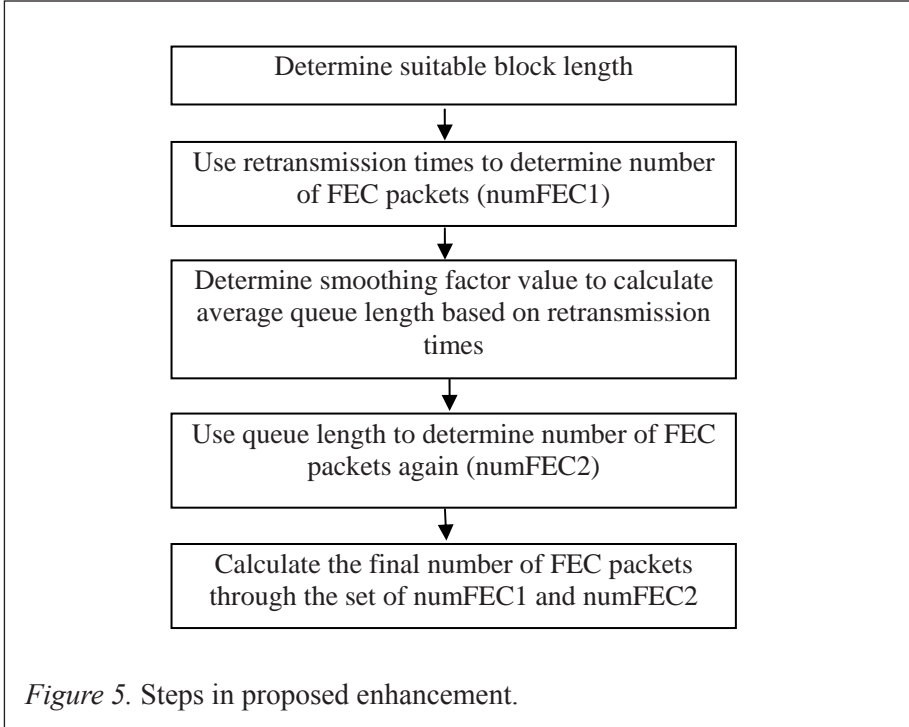 Determine suitable block length
Use retransmission times to determine number
of FEC packets (numFEC1)
Determine smoothing factor value to calculate
average queue length based on retransmission
times
Use queue length to determine number of FEC
packets again (numFEC2)
Calculate the final number of FEC packets
through the set of numFEC1 and numFEC2
Figure 5. Steps in proposed enhancement.